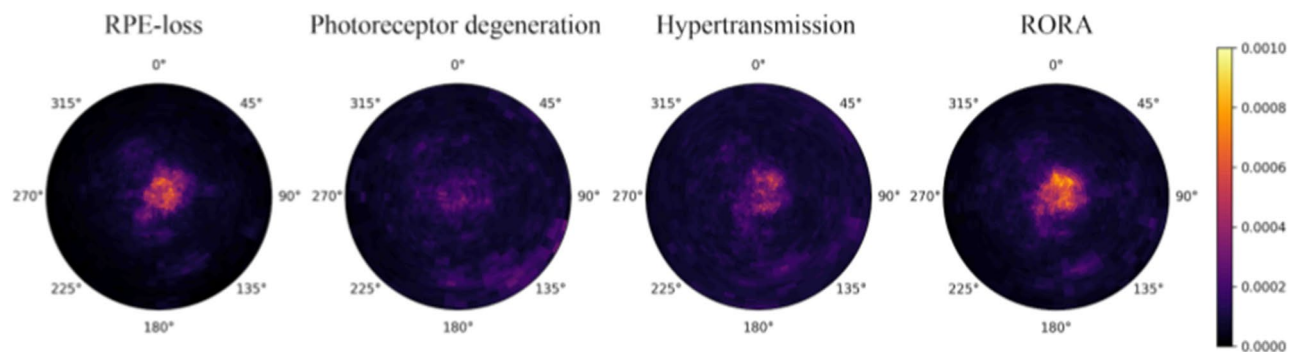 RPE-loss Photoreceptor degeneration Hypertransmission RORA
0° 0° 0° 0°
315° 45° 315° 45° 315° 45° 315° 45°
270° 90° 270° 90° 270° 90° 270° 90°
225° 135° 225° 135° 225° 135° 225° 135°
180° 180° 180° 180°
0.0010
0.0008
0.0006
0.0004
0.0002
0.0000